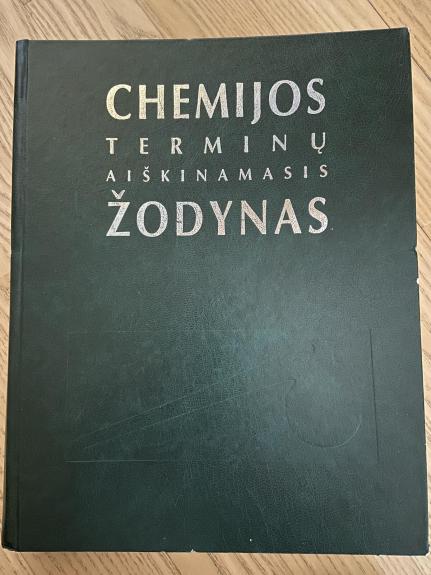 CHEMIJOS
TERMINŲ
AIŠKINAMASIS
ŽODYNAS